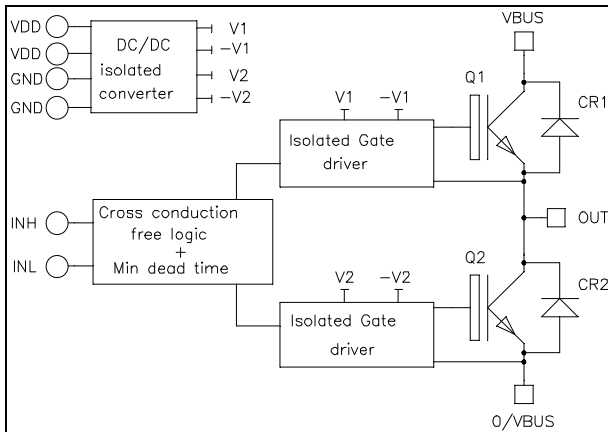 VDD
VDD
GND
GND
DC/DC
isolated
converter
V1
-V1
V2
-V2
VBUS
Q1
CR1
V1
-V1
Isolated Gate
driver
INH
INL
Cross conduction
free logic
+
Min dead time
OUT
Q2
CR2
V2
-V2
Isolated Gate
driver
0/VBUS